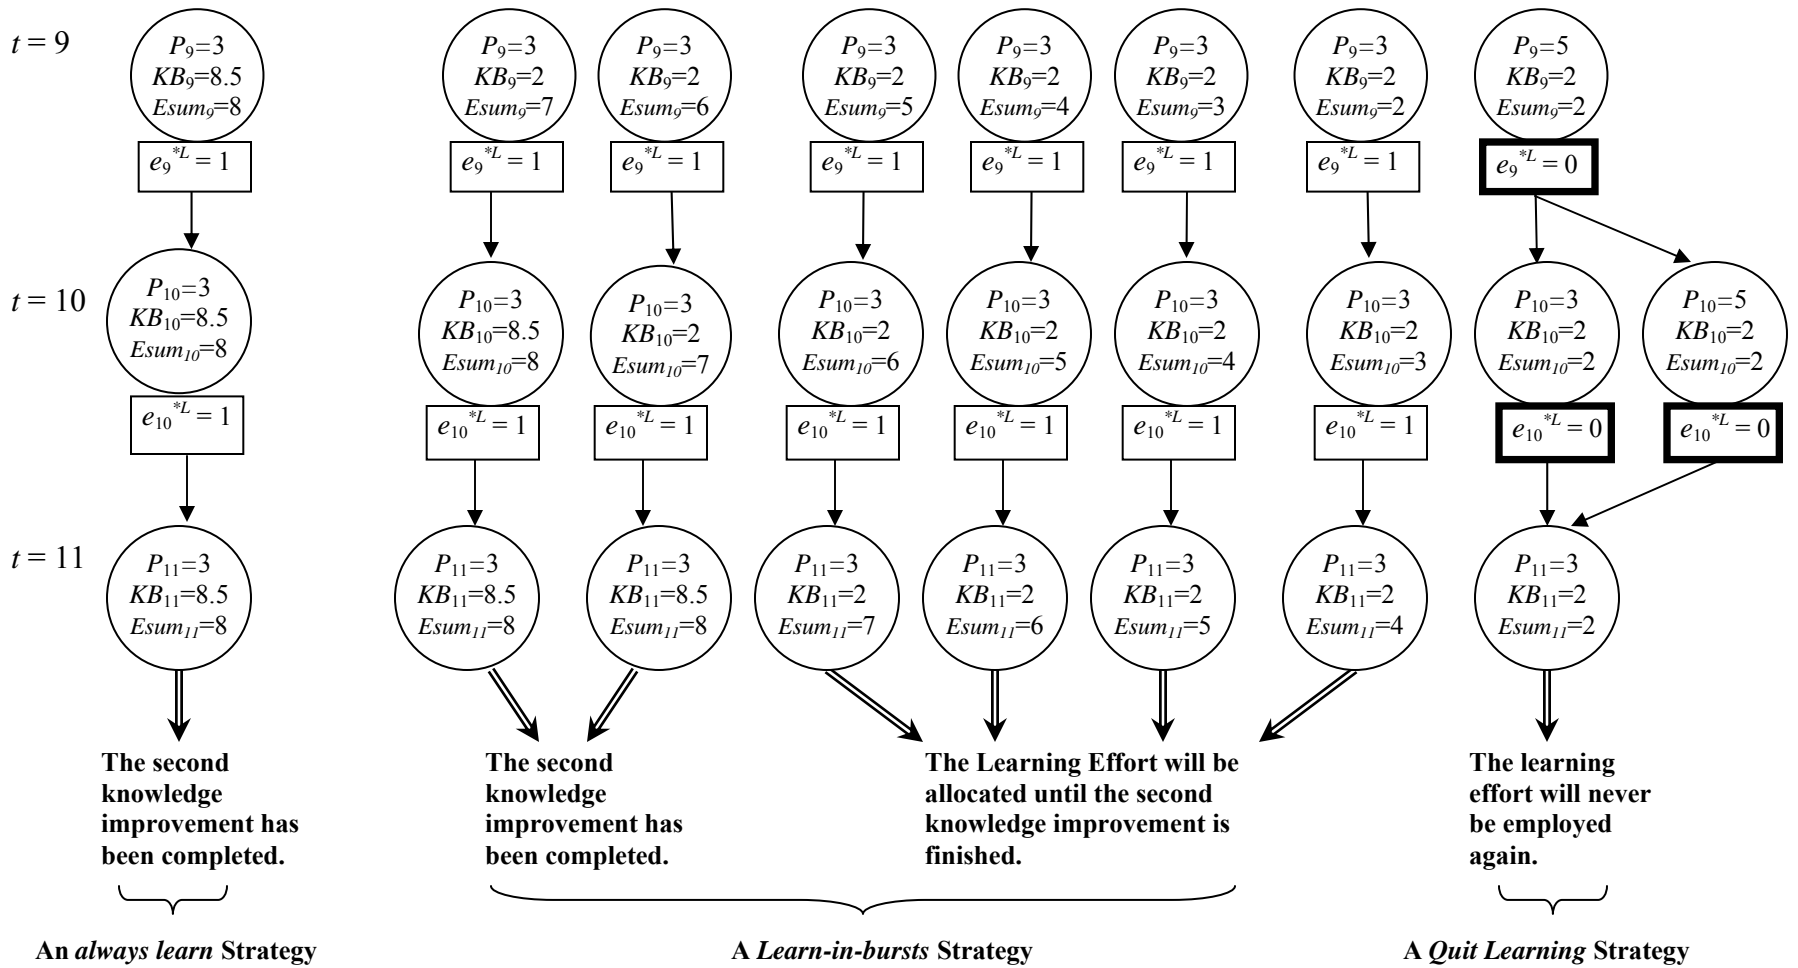 t = 9
P9=3
KB9=8.5
Esum9=8
P9=3
KB9=2
Esum9=7
P9=3
KB9=2
Esum9=6
P9=3
KB9=2
Esum9=5
P9=3
KB9=2
Esum9=4
P9=3
KB9=2
Esum9=3
P9=3
KB9=2
Esum9=2
P9=5
KB9=2
Esum9=2
e9*L = 1
e9*L = 1
e9*L = 1
e9*L = 1
e9*L = 1
e9*L = 1
e9*L = 1
e9*L = 0
t = 10
P10=3
KB10=8.5
Esum10=8
P10=3
KB10=8.5
Esum10=8
P10=3
KB10=2
Esum10=7
P10=3
KB10=2
Esum10=6
P10=3
KB10=2
Esum10=5
P10=3
KB10=2
Esum10=4
P10=3
KB10=2
Esum10=3
P10=3
KB10=2
Esum10=2
P10=5
KB10=2
Esum10=2
e10*L = 1
e10*L = 1
e10*L = 1
e10*L = 1
e10*L = 1
e10*L = 1
e10*L = 1
e10*L = 0
e10*L = 0
t = 11
P11=3
KB11=8.5
Esum11=8
P11=3
KB11=8.5
Esum11=8
P11=3
KB11=8.5
Esum11=8
P11=3
KB11=2
Esum11=7
P11=3
KB11=2
Esum11=6
P11=3
KB11=2
Esum11=5
P11=3
KB11=2
Esum11=4
P11=3
KB11=2
Esum11=2
The second
knowledge
improvement has
been completed.
The second
knowledge
improvement has
been completed.
The Learning Effort will be
allocated until the second
knowledge improvement is
finished.
The learning
effort will never
be employed
again.
An always learn Strategy
A Learn-in-bursts Strategy
A Quit Learning Strategy